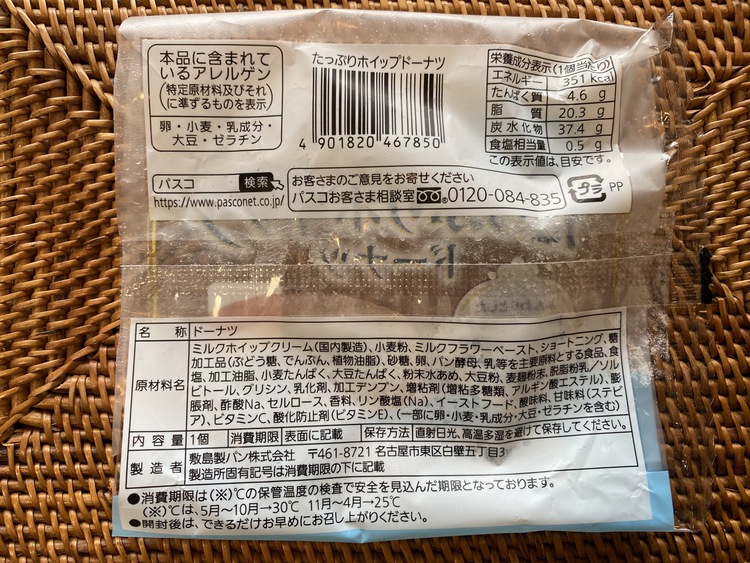 本品に含まれて
いるアレルゲン
(特定原材料及びそれ
に準ずるものを表示)
卵・小麦・乳成分・
大豆・ゼラチン
たっぷりホイップドーナツ
4 901820 467850
栄養成分表示(1個当たり)
エネルギー 351 kcal
たんぱく質 4.6 g
脂質 20.3 g
炭水化物 37.4 g
食塩相当量 0.5 g
この表示値は、目安です。
パスコ 検索
https://www.pasconet.co.jp/
お客さまのご意見をお寄せください
パスコお客さま相談室 0120-084-835
プラ PP
ドーナツ
名称 ドーナツ
原材料名 ミルクホイップクリーム(国内製造)、小麦粉、ミルクフラワーペースト、ショートニング、糖
加工品(ぶどう糖、でんぷん、植物油脂)、砂糖、卵、パン酵母、乳等を主要原料とする食品、食
塩、加工油脂、小麦たんぱく、大豆たんぱく、粉末水あめ、大豆粉、麦麹粉末、脱脂粉乳/ソル
ビトール、グリシン、乳化剤、加工デンプン、増粘剤(増粘多糖類、アルギン酸エステル)、膨
脹剤、酢酸Na、セルロース、香料、リン酸塩(Na)、イーストフード、酸味料、甘味料(ステビ
ア)、ビタミンC、酸化防止剤(ビタミンE)、(一部に卵・小麦・乳成分・大豆・ゼラチンを含む)
内容量 1個 消費期限 表面に記載 保存方法 直射日光、高温多湿を避けて保存してください。
製造者 敷島製パン株式会社 〒461-8721 名古屋市東区白壁五丁目3
製造所固有記号は消費期限の下に記載
●消費期限は(※)℃の保管温度の検査で安全を見込んだ期限となっております。
(※)℃は、5月〜10月→30℃ 11月〜4月→25℃
●開封後は、できるだけお早めにお召し上がりください。